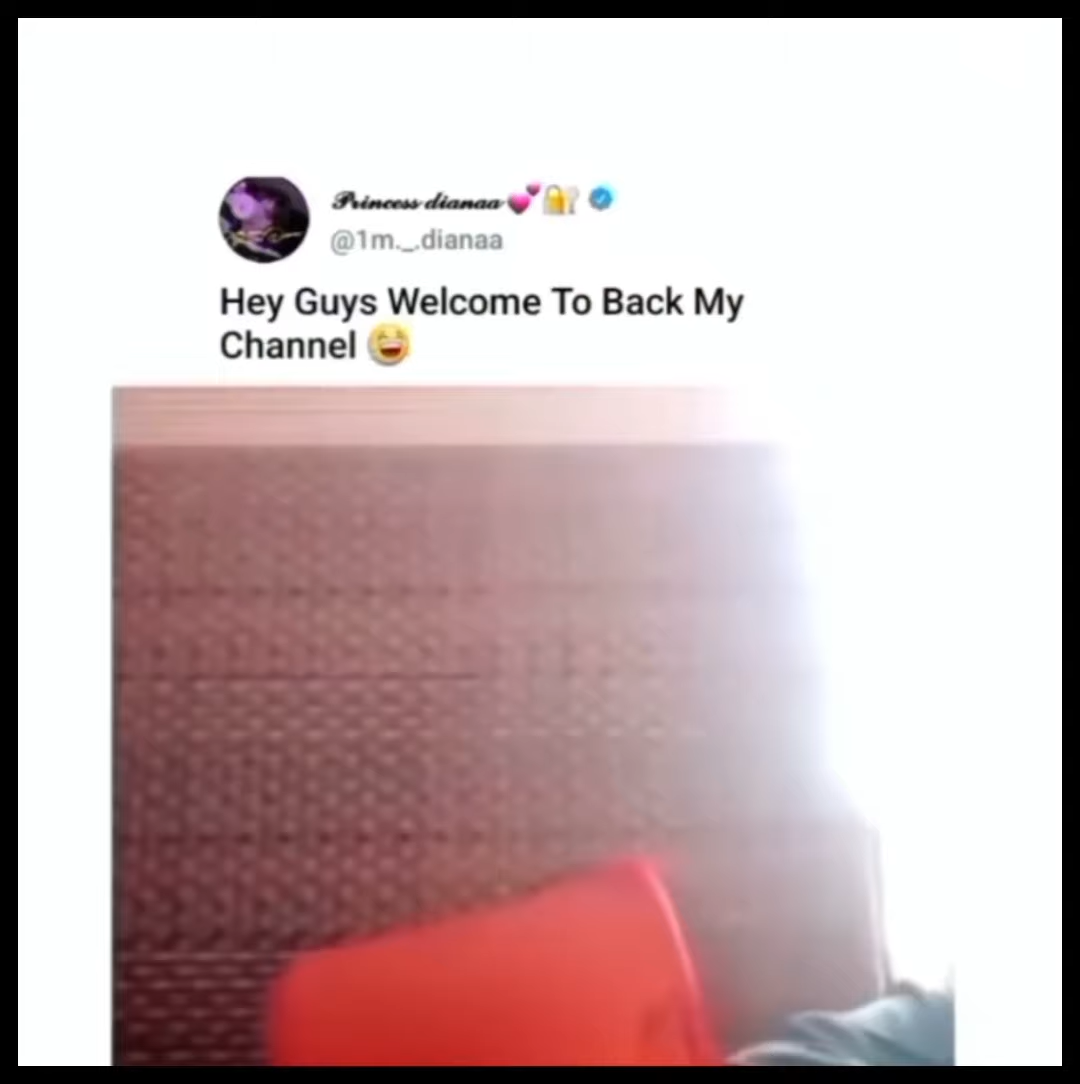 𝓟𝓻𝓲𝓷𝓬𝓮𝓼𝓼 𝓭𝓲𝓪𝓷𝓪𝓪💕🔐
@1m._.dianaa
Hey Guys Welcome To Back My
Channel 😆